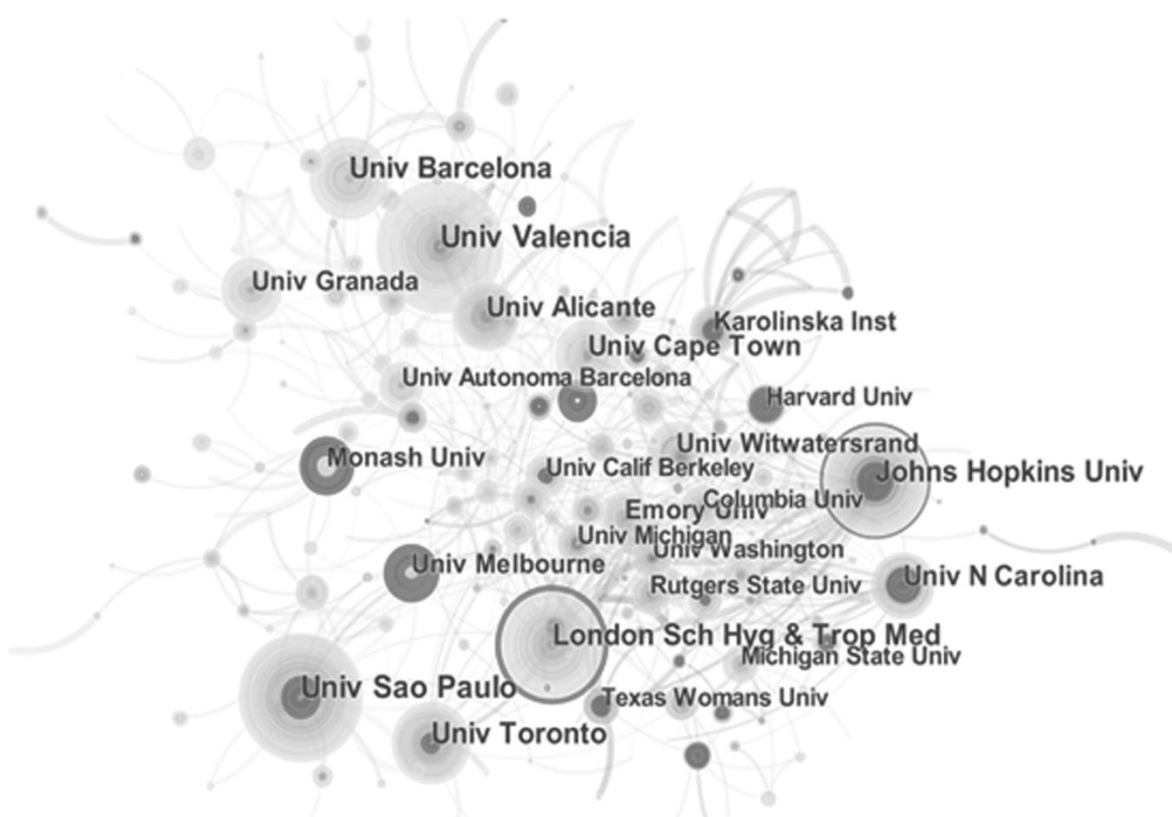 Univ Barcelona
Univ Valencia
Univ Granada
Univ Alicante
Karolinska Inst
Univ Cape Town
Univ Autonoma Barcelona
Harvard Univ
Univ Witwatersrand
Monash Univ
Univ Calif Berkeley
Johns Hopkins Univ
Columbia Univ
Emory Univ
Univ Michigan
Univ Washington
Univ Melbourne
Rutgers State Univ
Univ N Carolina
London Sch Hyg & Trop Med
Michigan State Univ
Univ Sao Paulo
Texas Womans Univ
Univ Toronto